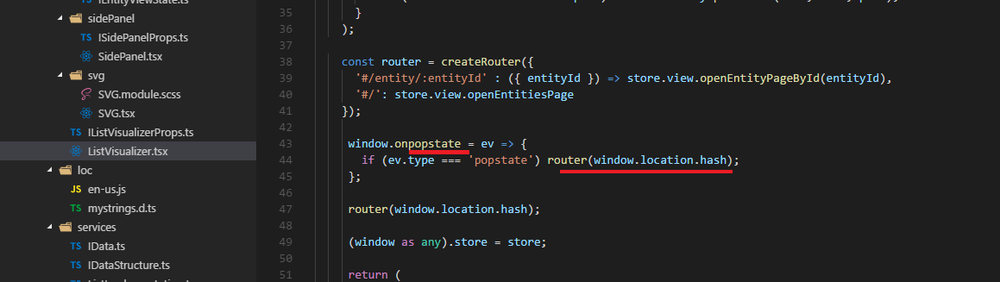 sidePanel
TS ISidePanelProps.ts
SidePanel.tsx
svg
SVG.module.scss
SVG.tsx
TS IListVisualizerProps.ts
ListVisualizer.tsx
loc
JS en-us.js
TS mystrings.d.ts
services
TS IData.ts
TS IDataStructure.ts
35 }
36 );
37
38 const router = createRouter({
39 '#/entity/:entityId' : ({ entityId }) => store.view.openEntityPageById(entityId),
40 '#/': store.view.openEntitiesPage
41 });
42
43 window.onpopstate = ev => {
44 if (ev.type === 'popstate') router(window.location.hash);
45 };
46
47 router(window.location.hash);
48
49 (window as any).store = store;
50
51 return (